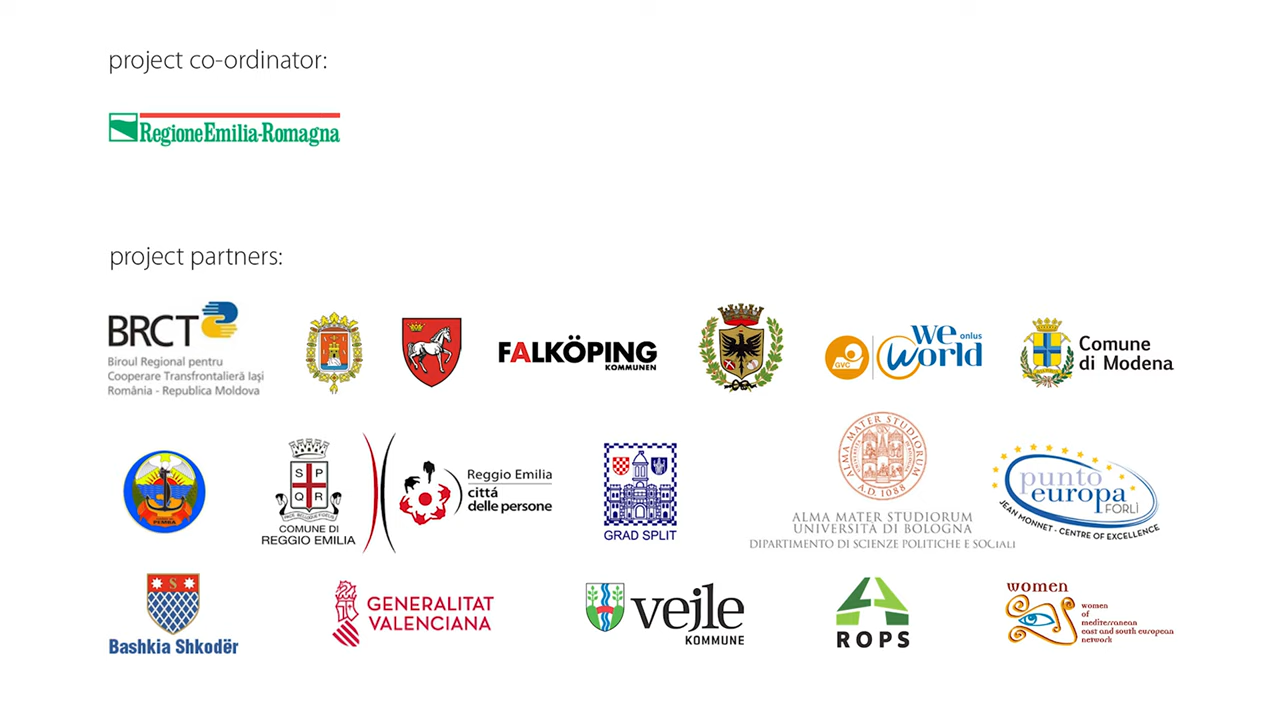 project co-ordinator:
RegioneEmilia-Romagna
project partners:
BRCT
Biroul Regional pentru
Cooperare Transfrontalieră Iași
România - Republica Moldova
FALKÖPING
KOMMUNEN
GVC
we onlus
world
Comune
di Modena
PEMBA
S P
Q R
COMUNE DI
REGGIO EMILIA
Reggio Emilia
cittá
delle persone
GRAD SPLIT
ALMA MATER STUDIORUM
A.D. 1088
ALMA MATER STUDIORUM
UNIVERSITÀ DI BOLOGNA
DIPARTIMENTO DI SCIENZE POLITICHE E SOCIALI
punto
europa
FORLÌ
JEAN MONNET - CENTRE OF EXCELLENCE
S
Bashkia Shkodër
GENERALITAT
VALENCIANA
vejle
KOMMUNE
ROPS
women
women
of
mediterranean
east and south european
network